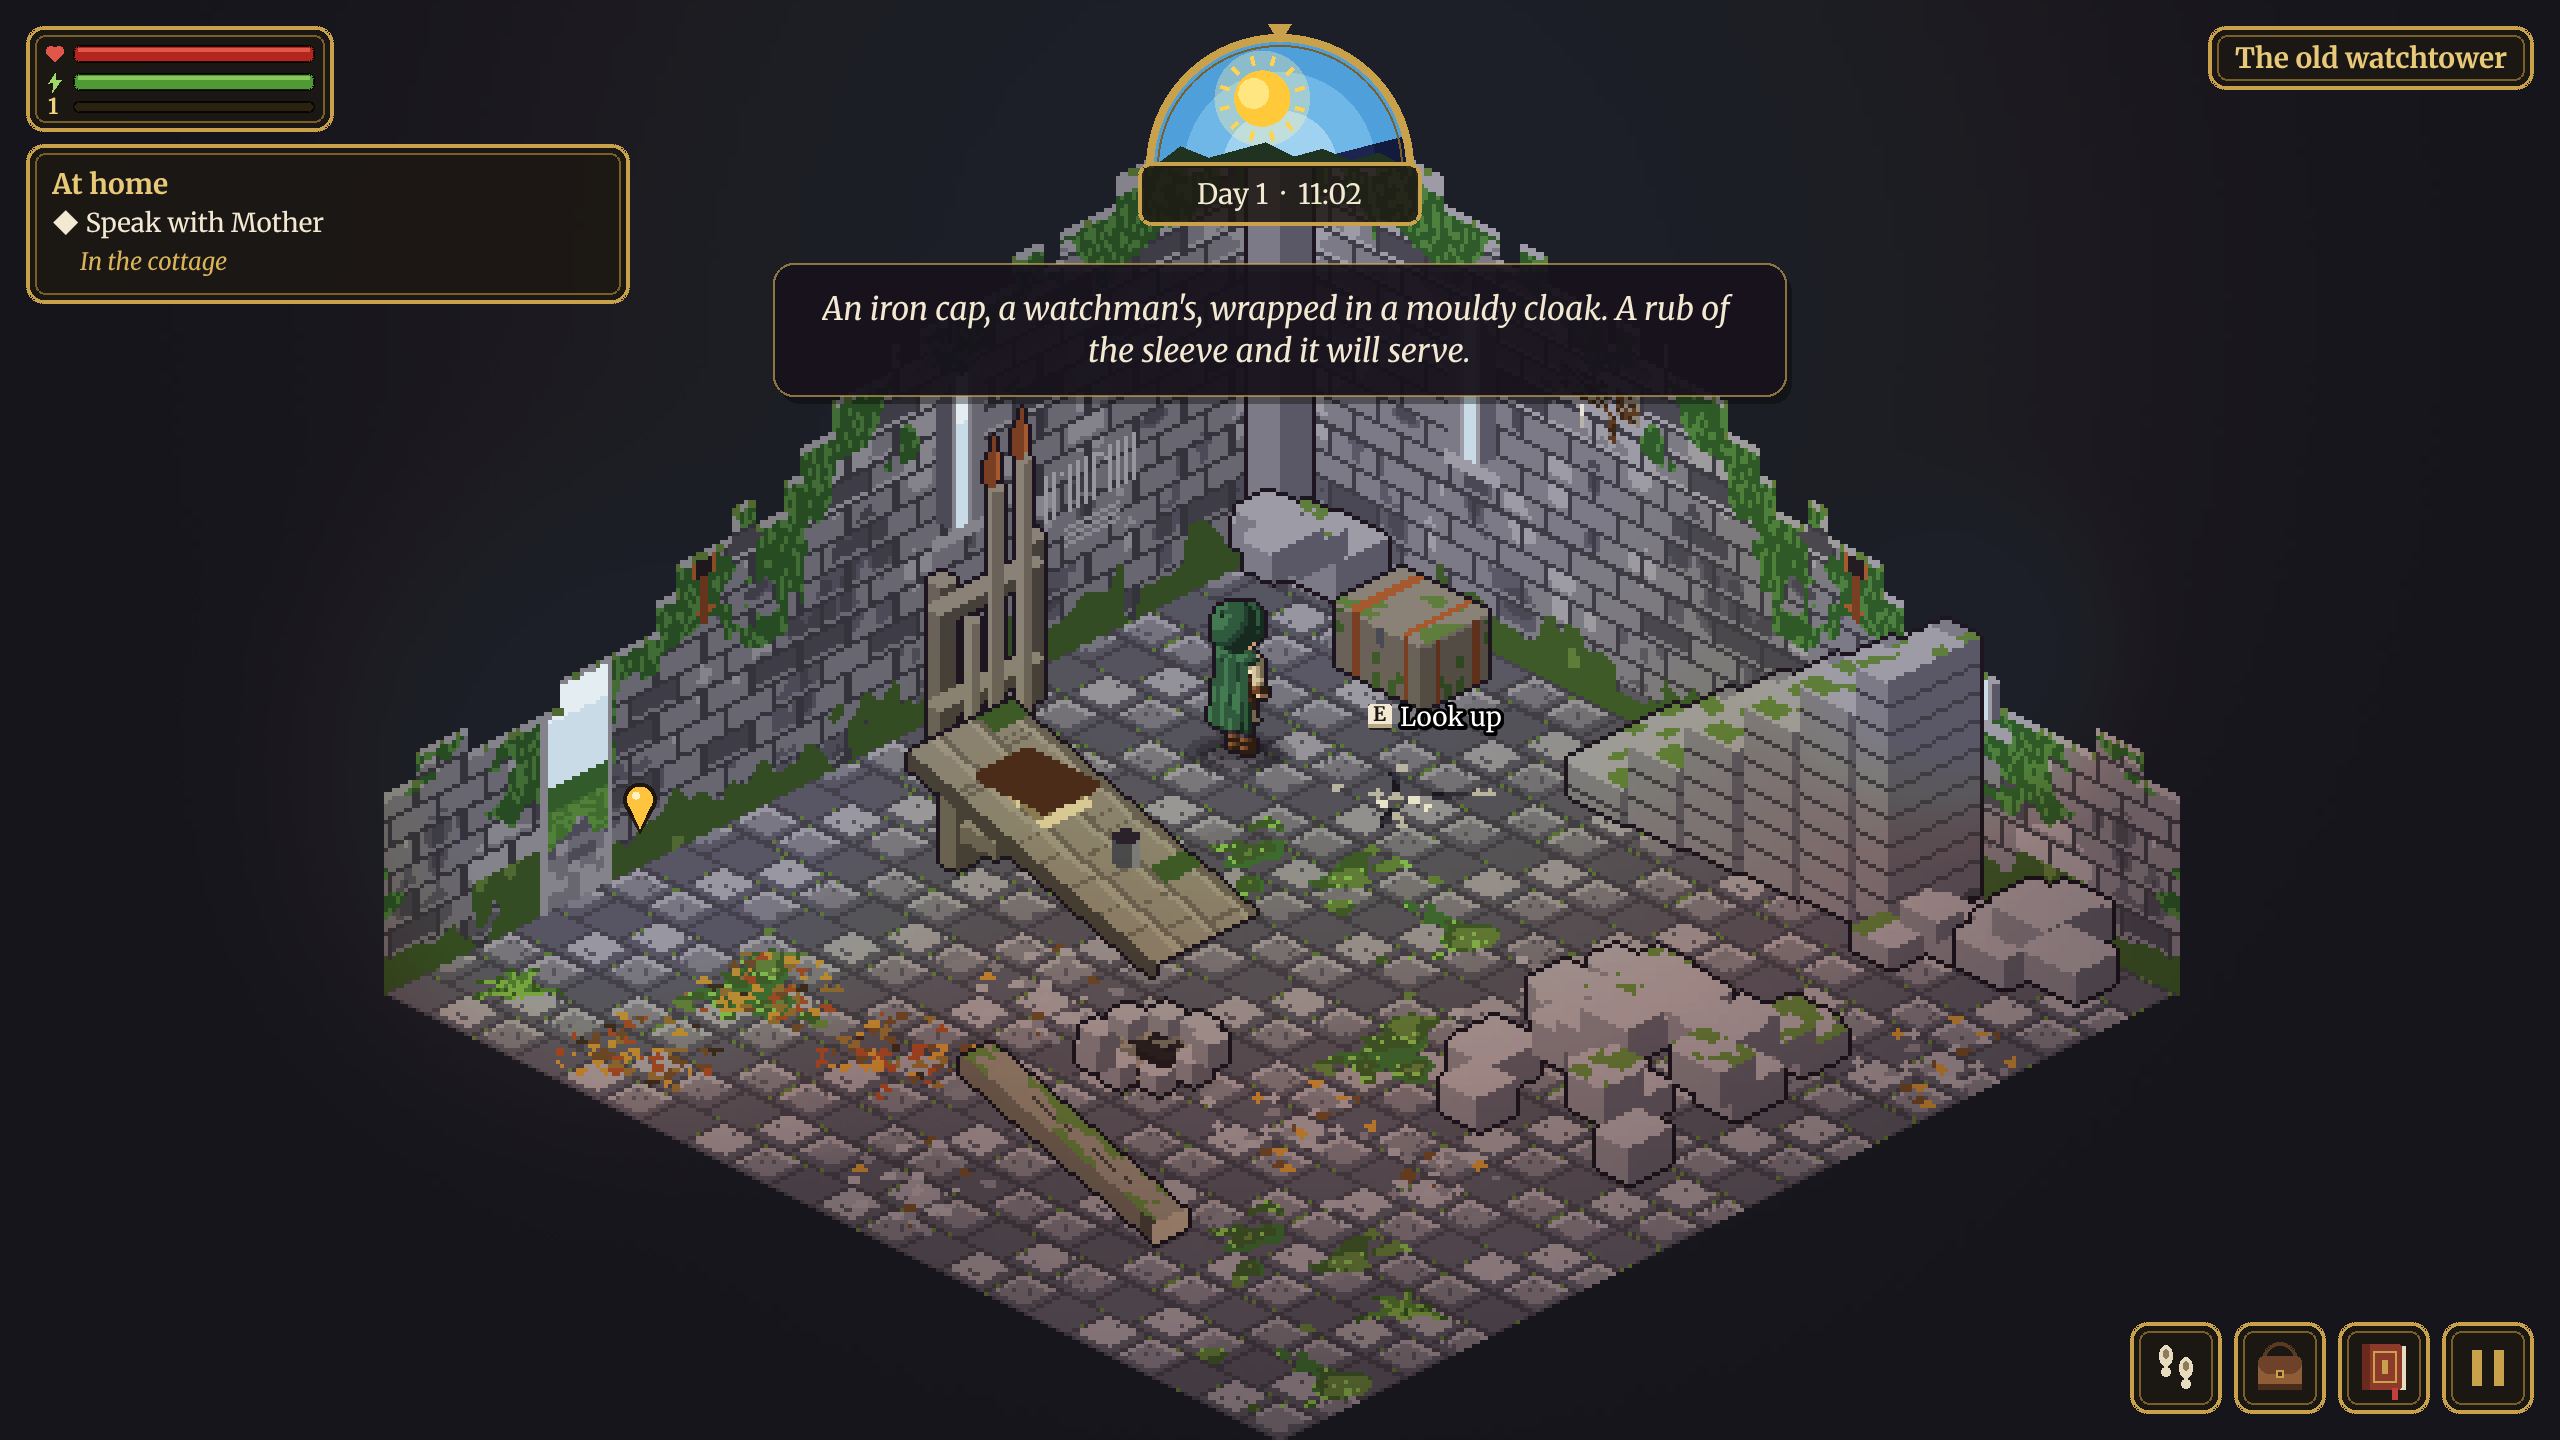 1
At home
Speak with Mother
In the cottage
Day 1 · 11:02
The old watchtower
An iron cap, a watchman's, wrapped in a mouldy cloak. A rub of
the sleeve and it will serve.
E Look up